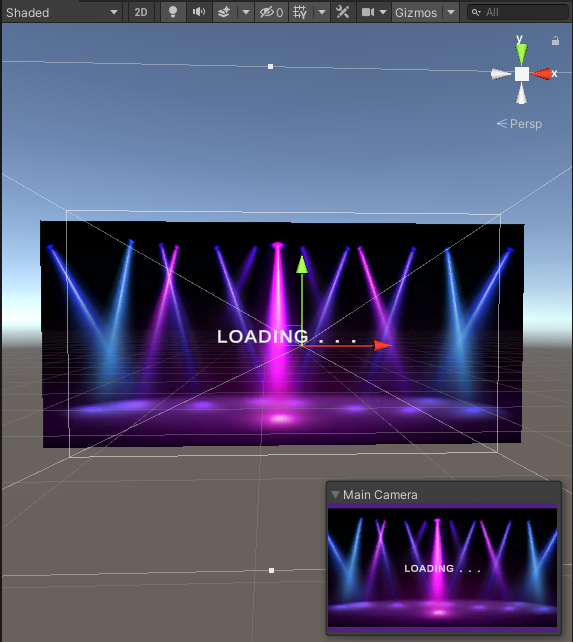 Shaded 2D 0 Gizmos All
y
x
Persp
LOADING . . .
Main Camera
LOADING . . .